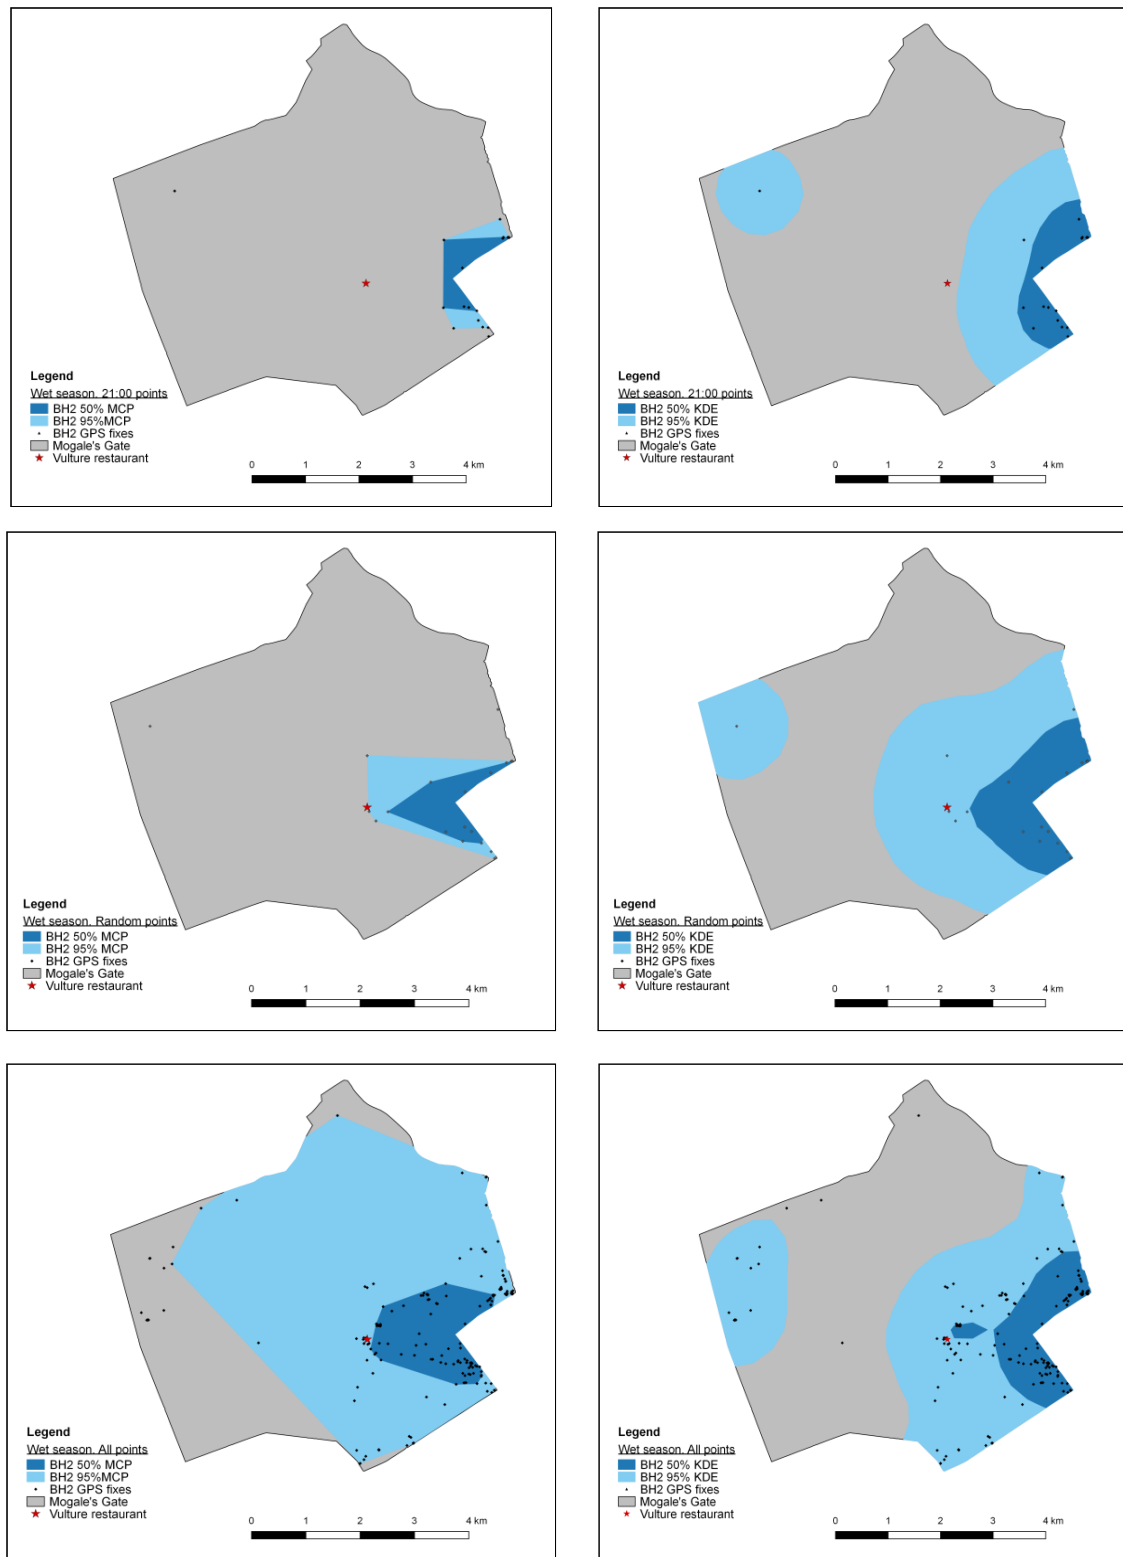 Legend
Wet season. 21:00 points
BH2 50% MCP
BH2 95%MCP
BH2 GPS fixes
Mogale's Gate
Vulture restaurant
0 1 2 3 4 km
Legend
Wet season. 21:00 points
BH2 50% KDE
BH2 95% KDE
BH2 GPS fixes
Mogale's Gate
Vulture restaurant
0 1 2 3 4 km
Legend
Wet season. Random points
BH2 50% MCP
BH2 95% MCP
BH2 GPS fixes
Mogale's Gate
Vulture restaurant
0 1 2 3 4 km
Legend
Wet season. Random points
BH2 50% KDE
BH2 95% KDE
BH2 GPS fixes
Mogale's Gate
Vulture restaurant
0 1 2 3 4 km
Legend
Wet season. All points
BH2 50% MCP
BH2 95%MCP
BH2 GPS fixes
Mogale's Gate
Vulture restaurant
0 1 2 3 4 km
Legend
Wet season. All points
BH2 50% KDE
BH2 95% KDE
BH2 GPS fixes
Mogale's Gate
Vulture restaurant
0 1 2 3 4 km